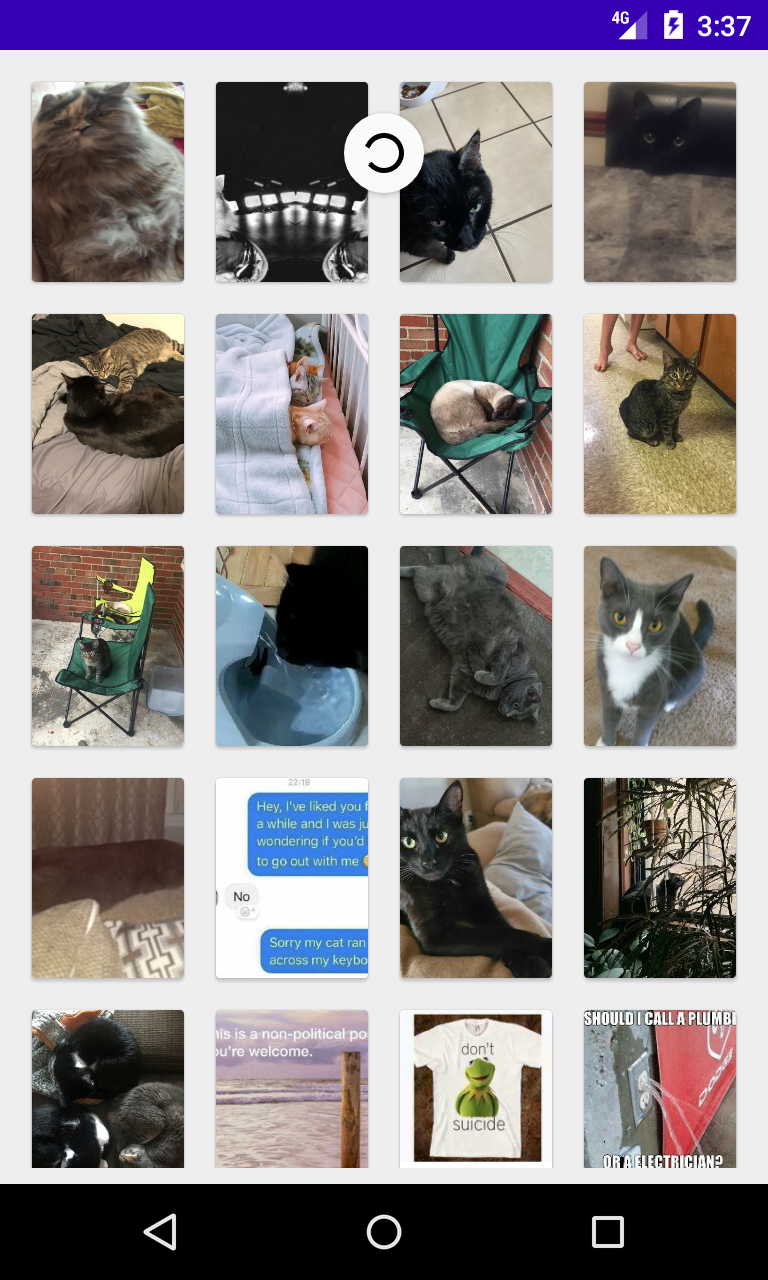 4G 3:37
22:19
Hey, I've liked you f
a while and I was ju
wondering if you'd
to go out with me
No
Sorry my cat ran
across my keybo
his is a non-political po
ou're welcome.
don't
suicide
SHOULD I CALL A PLUMBE
DODGE
OR A ELECTRICIAN?